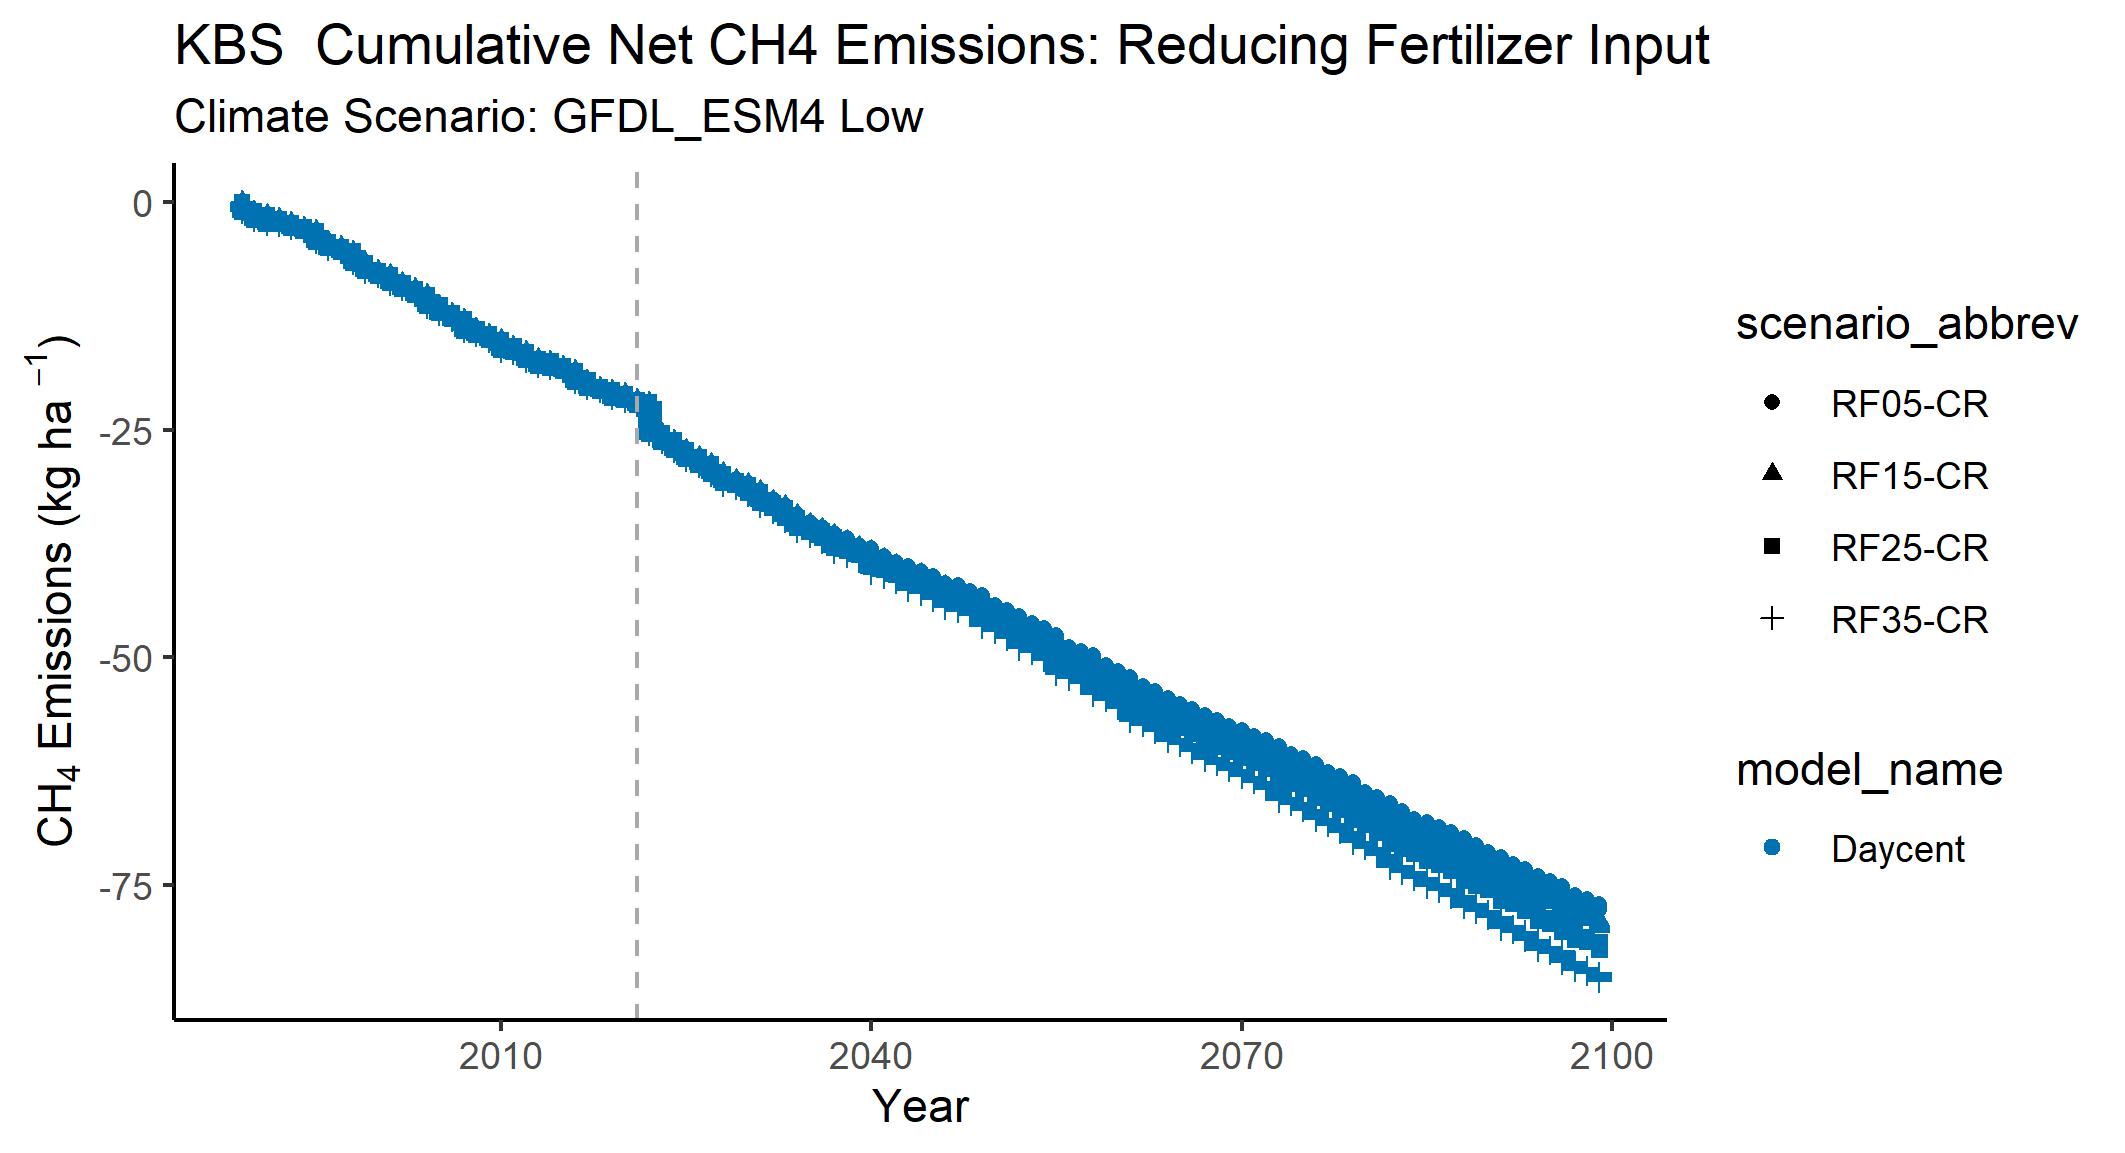 KBS  Cumulative Net CH4 Emissions: Reducing Fertilizer Input
Climate Scenario: GFDL_ESM4 Low
CH4 Emissions (kg ha −1)
0
-25
-50
-75
2010
2040
2070
2100
Year
scenario_abbrev
RF05-CR
RF15-CR
RF25-CR
RF35-CR
model_name
Daycent